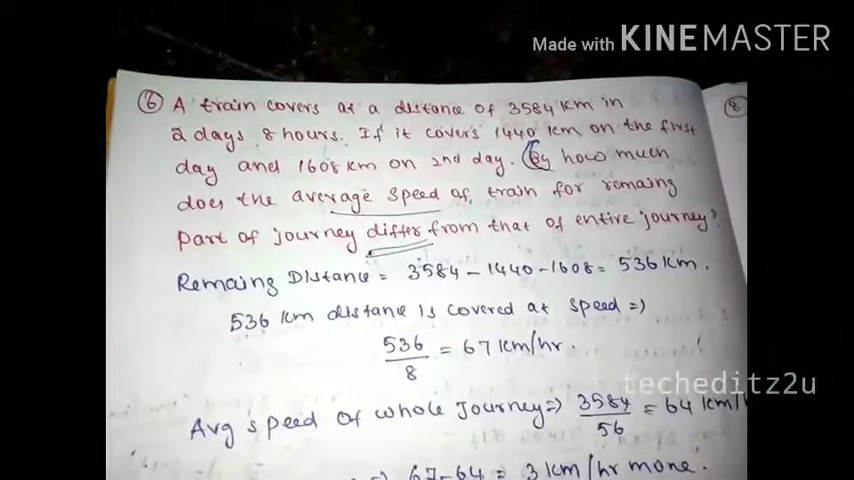 Made with KINEMASTER
6 A train covers at a distance of 3584 km in
2 days 8 hours. If it covers 1440 km on the first
day and 1608 km on 2nd day. By how much
does the average speed of train for remaining
part of journey differ from that of entire journey?
Remaing Distance = 3584 - 1440 - 1608 = 536 km.
536 km distane is covered at speed =)
536
8
= 67 km/hr.
techeditz2u
Avg speed of whole Journey =)
3584
56
= 64 km/
=) 67-64 = 3 km/hr more.
8